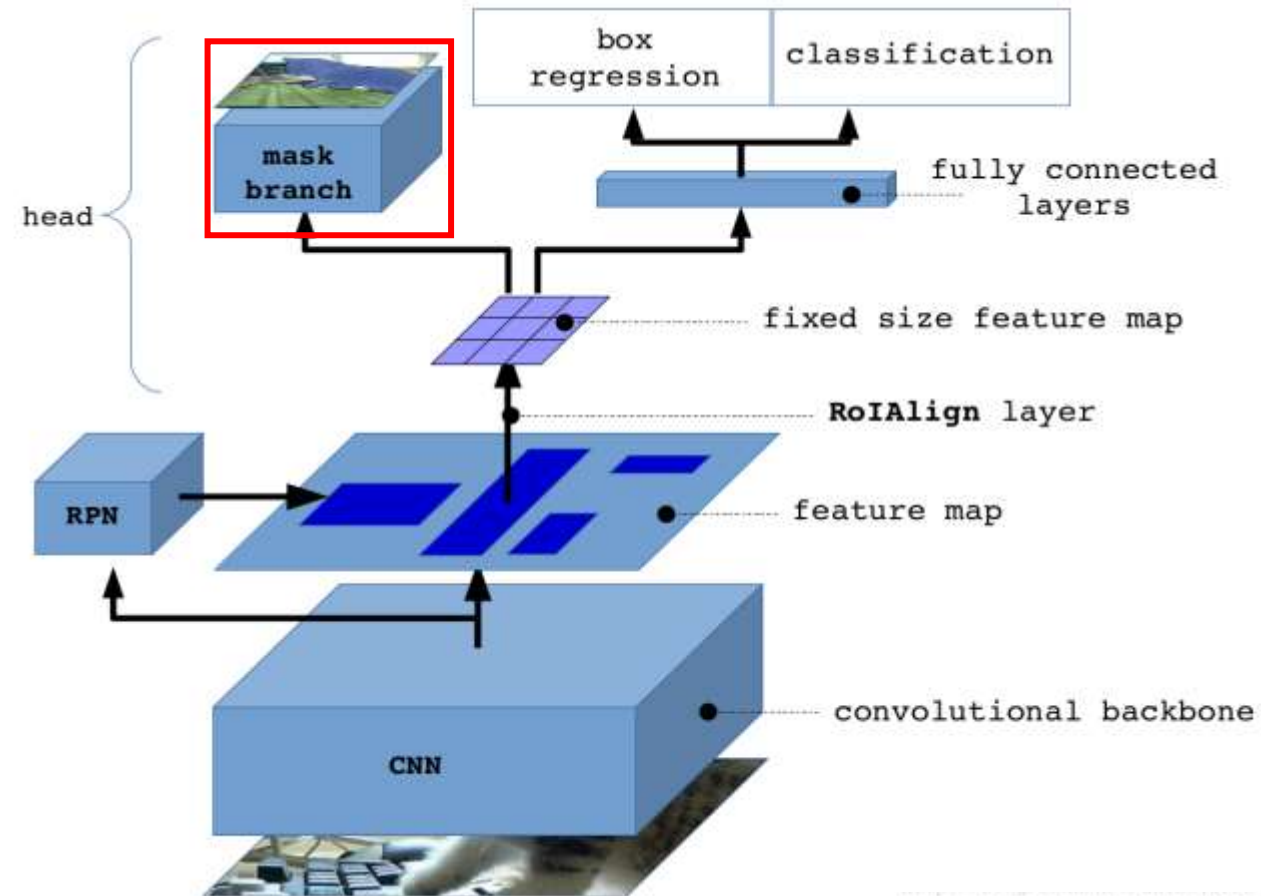 box
regression
classification
mask
branch
fully connected
layers
head
fixed size feature map
RoIAlign layer
RPN
feature map
convolutional backbone
CNN